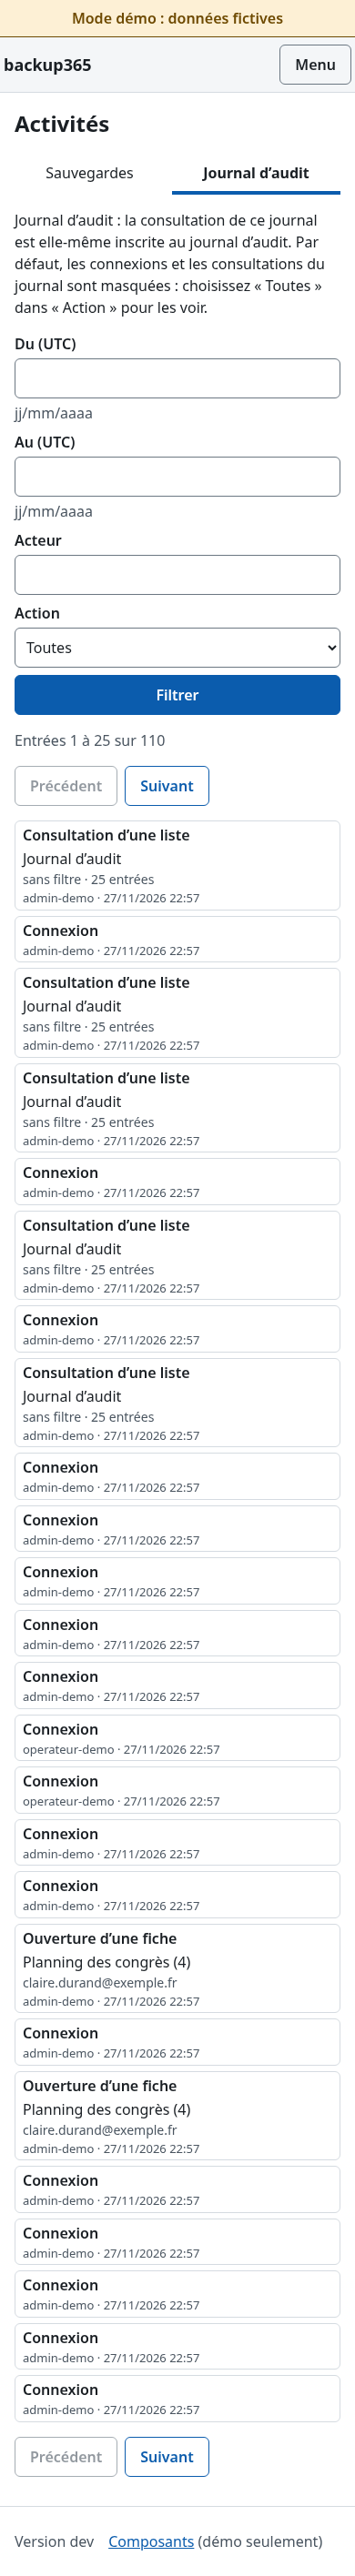 Mode démo : données fictives
backup365
Menu
Activités
Sauvegardes
Journal d’audit
Journal d’audit : la consultation de ce journal
est elle-même inscrite au journal d’audit. Par
défaut, les connexions et les consultations du
journal sont masquées : choisissez « Toutes »
dans « Action » pour les voir.
Du (UTC)
jj/mm/aaaa
Au (UTC)
jj/mm/aaaa
Acteur
Action
Toutes
Filtrer
Entrées 1 à 25 sur 110
Précédent
Suivant
Consultation d’une liste
Journal d’audit
sans filtre · 25 entrées
admin-demo · 27/11/2026 22:57
Connexion
admin-demo · 27/11/2026 22:57
Consultation d’une liste
Journal d’audit
sans filtre · 25 entrées
admin-demo · 27/11/2026 22:57
Consultation d’une liste
Journal d’audit
sans filtre · 25 entrées
admin-demo · 27/11/2026 22:57
Connexion
admin-demo · 27/11/2026 22:57
Consultation d’une liste
Journal d’audit
sans filtre · 25 entrées
admin-demo · 27/11/2026 22:57
Connexion
admin-demo · 27/11/2026 22:57
Consultation d’une liste
Journal d’audit
sans filtre · 25 entrées
admin-demo · 27/11/2026 22:57
Connexion
admin-demo · 27/11/2026 22:57
Connexion
admin-demo · 27/11/2026 22:57
Connexion
admin-demo · 27/11/2026 22:57
Connexion
admin-demo · 27/11/2026 22:57
Connexion
admin-demo · 27/11/2026 22:57
Connexion
operateur-demo · 27/11/2026 22:57
Connexion
operateur-demo · 27/11/2026 22:57
Connexion
admin-demo · 27/11/2026 22:57
Connexion
admin-demo · 27/11/2026 22:57
Ouverture d’une fiche
Planning des congrès (4)
claire.durand@exemple.fr
admin-demo · 27/11/2026 22:57
Connexion
admin-demo · 27/11/2026 22:57
Ouverture d’une fiche
Planning des congrès (4)
claire.durand@exemple.fr
admin-demo · 27/11/2026 22:57
Connexion
admin-demo · 27/11/2026 22:57
Connexion
admin-demo · 27/11/2026 22:57
Connexion
admin-demo · 27/11/2026 22:57
Connexion
admin-demo · 27/11/2026 22:57
Connexion
admin-demo · 27/11/2026 22:57
Précédent
Suivant
Version dev Composants (démo seulement)